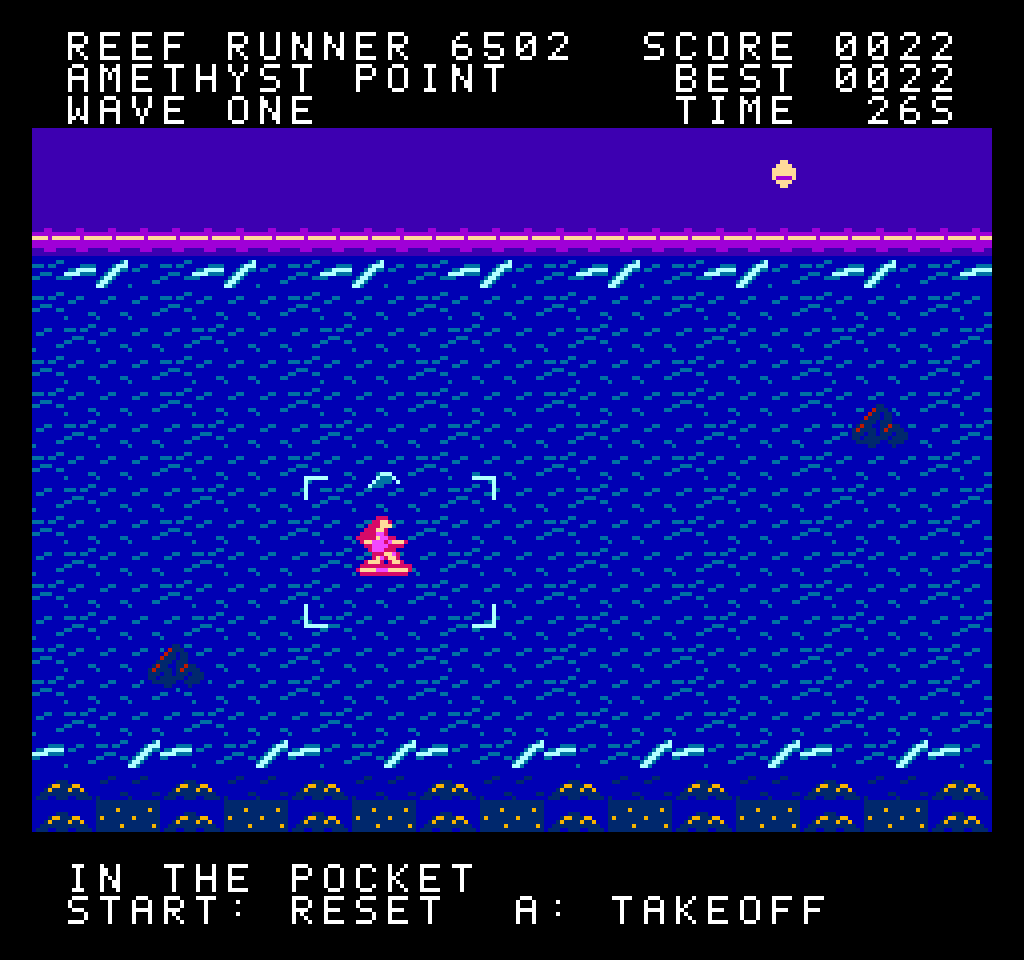 REEF RUNNER 6502 SCORE 0022
AMETHYST POINT BEST 0022
WAVE ONE TIME 26S
IN THE POCKET
START: RESET A: TAKEOFF